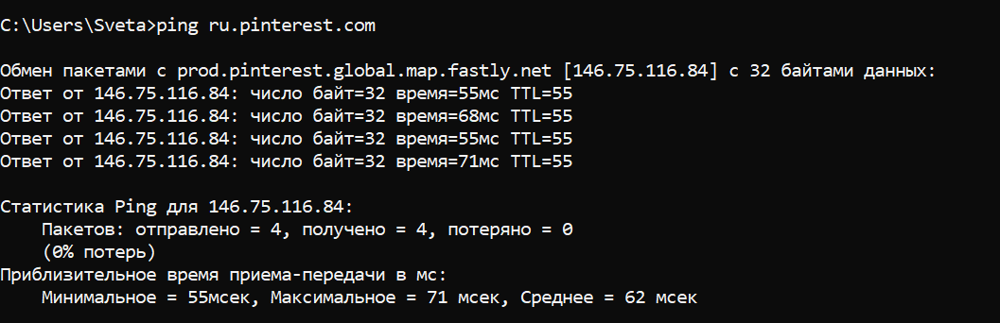 C:\Users\Sveta>ping ru.pinterest.com
Обмен пакетами с prod.pinterest.global.map.fastly.net [146.75.116.84] с 32 байтами данных:
Ответ от 146.75.116.84: число байт=32 время=55мс TTL=55
Ответ от 146.75.116.84: число байт=32 время=68мс TTL=55
Ответ от 146.75.116.84: число байт=32 время=55мс TTL=55
Ответ от 146.75.116.84: число байт=32 время=71мс TTL=55
Статистика Ping для 146.75.116.84:
Пакетов: отправлено = 4, получено = 4, потеряно = 0
(0% потерь)
Приблизительное время приема-передачи в мс:
Минимальное = 55мсек, Максимальное = 71 мсек, Среднее = 62 мсек